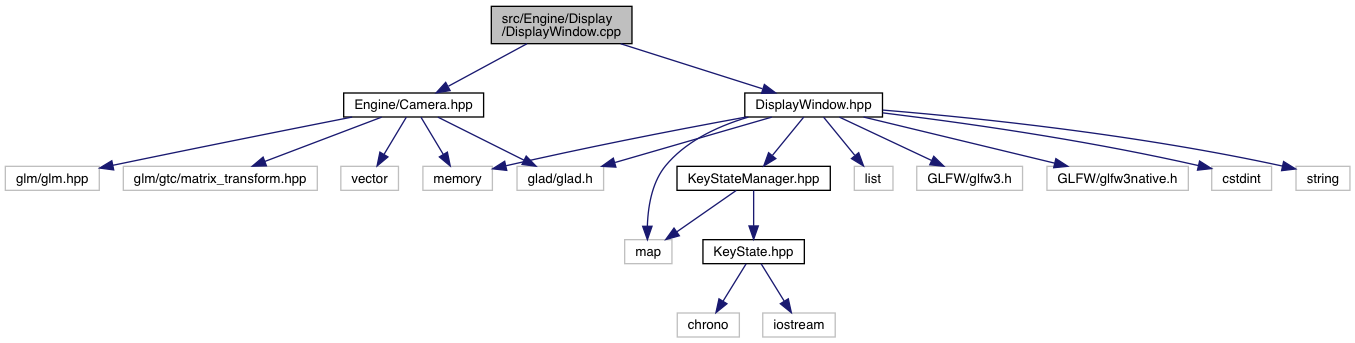 src/Engine/Display
/DisplayWindow.cpp
Engine/Camera.hpp
DisplayWindow.hpp
glm/glm.hpp
glm/gtc/matrix_transform.hpp
vector
memory
glad/glad.h
KeyStateManager.hpp
list
GLFW/glfw3.h
GLFW/glfw3native.h
cstdint
string
map
KeyState.hpp
chrono
iostream